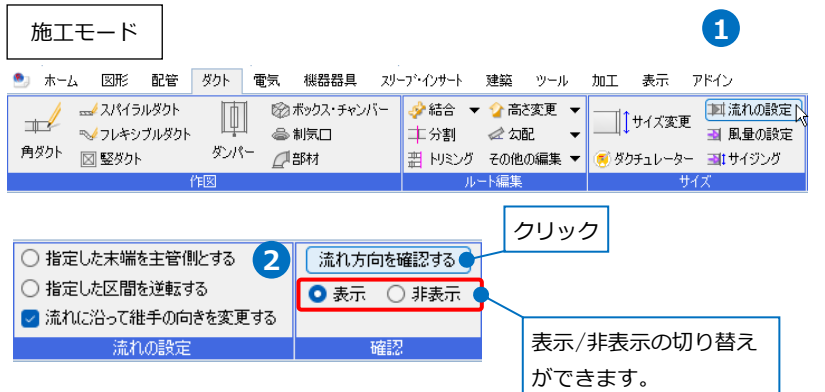 施工モード
1
ホーム 図形 配管 ダクト 電気 機器器具 スリーブ・インサート 建築 ツール 加工 表示 アドイン
角ダクト
スパイラルダクト
フレキシブルダクト
竪ダクト
ダンパー
ボックス・チャンバー
制気口
部材
作図
結合
分割
トリミング
高さ変更
勾配
その他の編集
ルート編集
サイズ変更
ダクチュレーター
流れの設定
風量の設定
サイジング
サイズ
クリック
指定した末端を主管側とする
指定した区間を逆転する
流れに沿って継手の向きを変更する
流れの設定
2
流れ方向を確認する
表示 非表示
確認
表示/非表示の切り替え
ができます。